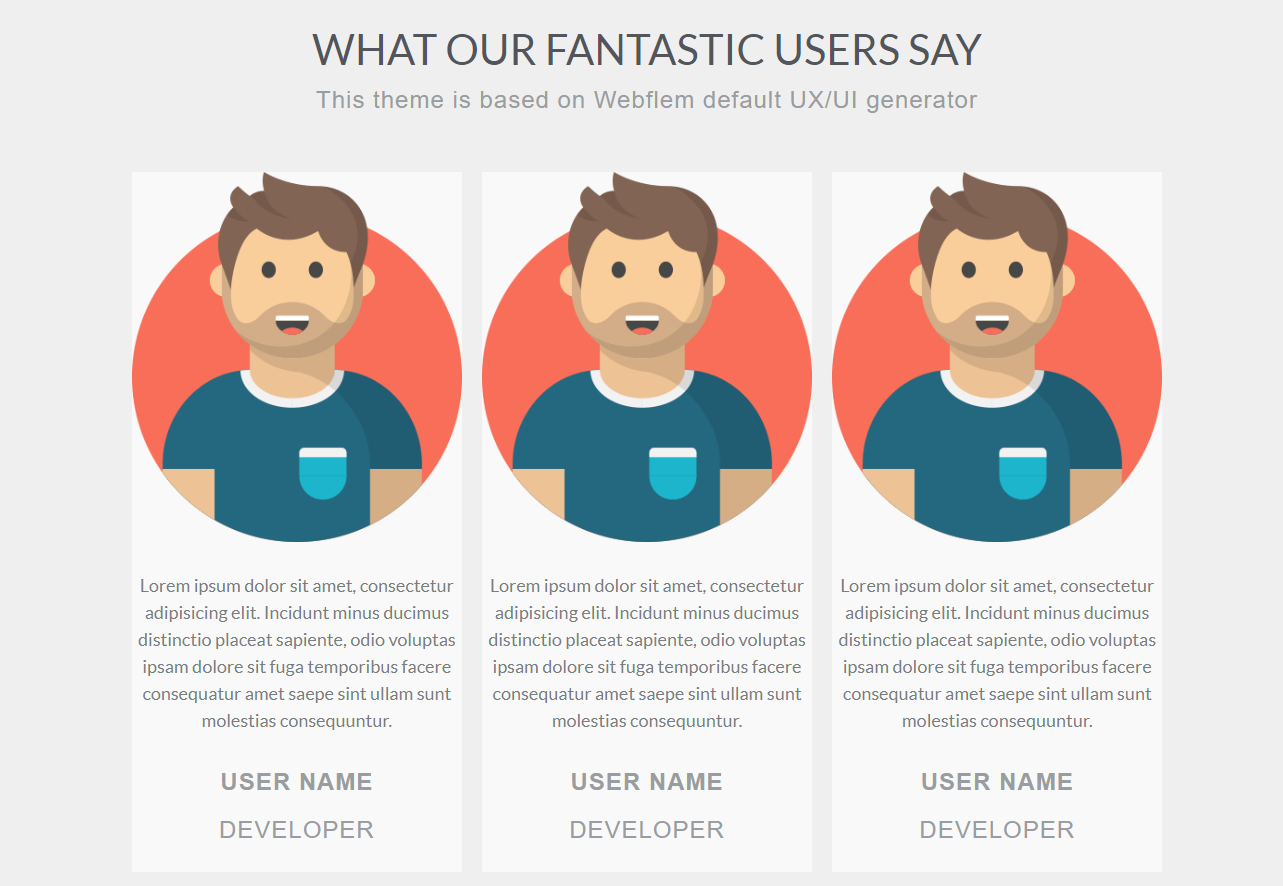 WHAT OUR FANTASTIC USERS SAY
This theme is based on Webflem default UX/UI generator
Lorem ipsum dolor sit amet, consectetur
adipisicing elit. Incidunt minus ducimus
distinctio placeat sapiente, odio voluptas
ipsam dolore sit fuga temporibus facere
consequatur amet saepe sint ullam sunt
molestias consequuntur.
USER NAME
DEVELOPER
Lorem ipsum dolor sit amet, consectetur
adipisicing elit. Incidunt minus ducimus
distinctio placeat sapiente, odio voluptas
ipsam dolore sit fuga temporibus facere
consequatur amet saepe sint ullam sunt
molestias consequuntur.
USER NAME
DEVELOPER
Lorem ipsum dolor sit amet, consectetur
adipisicing elit. Incidunt minus ducimus
distinctio placeat sapiente, odio voluptas
ipsam dolore sit fuga temporibus facere
consequatur amet saepe sint ullam sunt
molestias consequuntur.
USER NAME
DEVELOPER